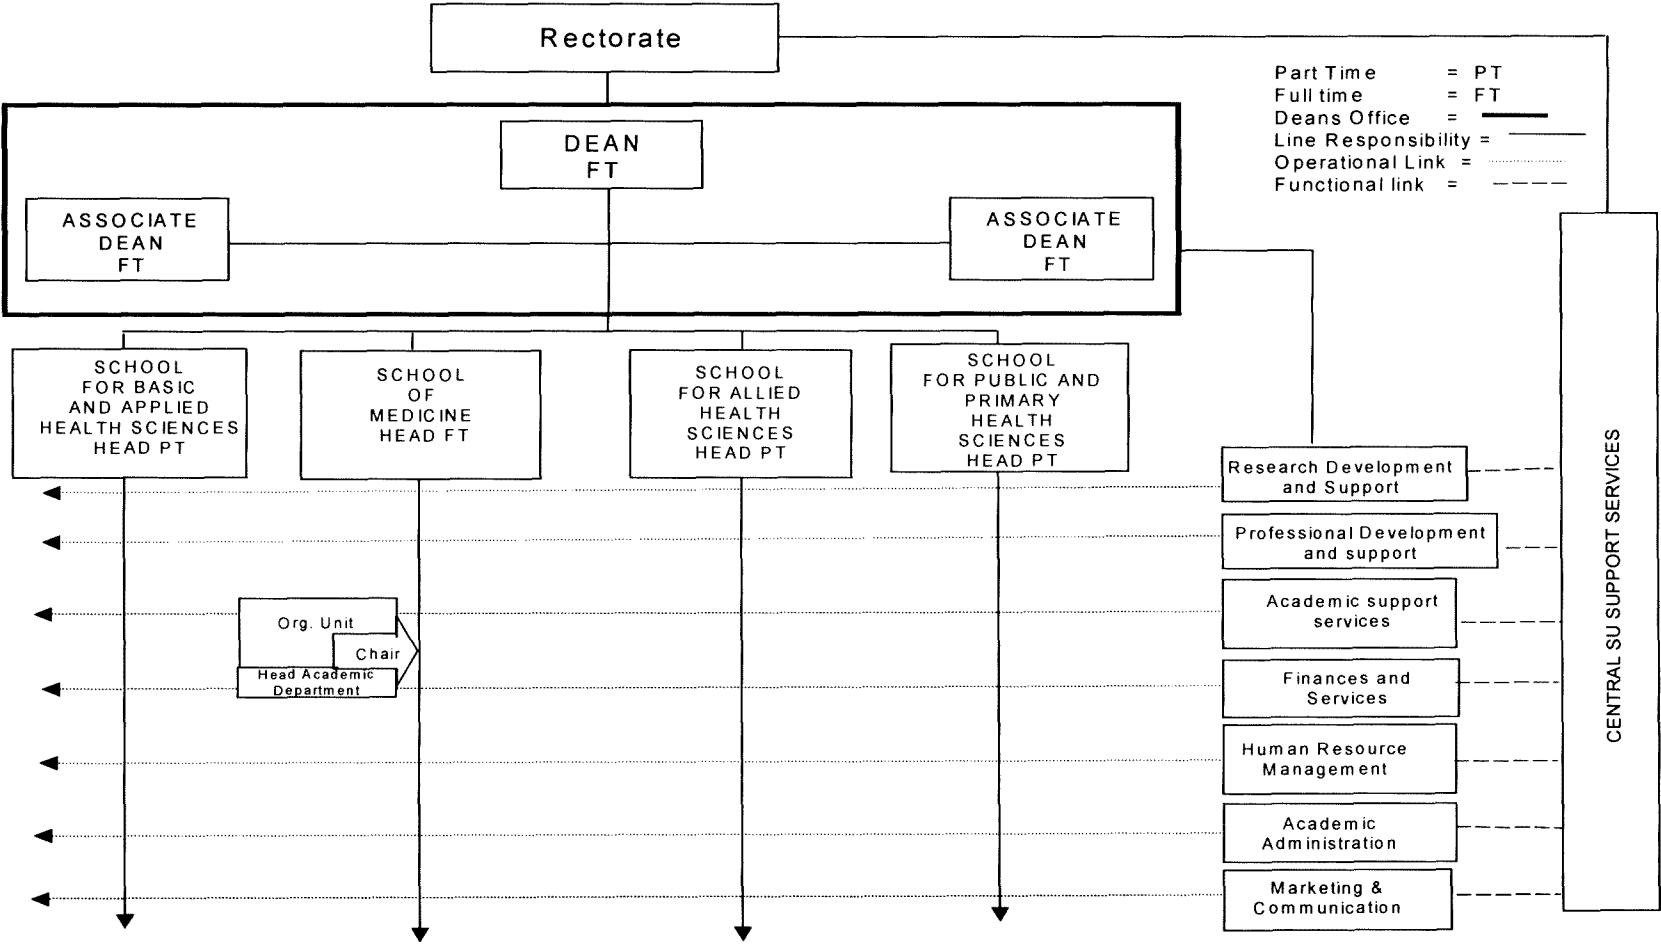 Rectorate
Part Time = PT
Full time = FT
Deans Office =
Line Responsibility =
Operational Link =
Functional link =
DEAN
FT
ASSOCIATE
DEAN
FT
ASSOCIATE
DEAN
FT
SCHOOL
FOR BASIC
AND APPLIED
HEALTH SCIENCES
HEAD PT
SCHOOL
OF
MEDICINE
HEAD FT
SCHOOL
FOR ALLIED
HEALTH
SCIENCES
HEAD PT
SCHOOL
FOR PUBLIC AND
PRIMARY
HEALTH
SCIENCES
HEAD PT
Research Development
and Support
Professional Development
and support
Academic support
services
Finances and
Services
Human Resource
Management
Academic
Administration
Marketing &
Communication
Org. Unit
Chair
Head Academic
Department
CENTRAL SU SUPPORT SERVICES